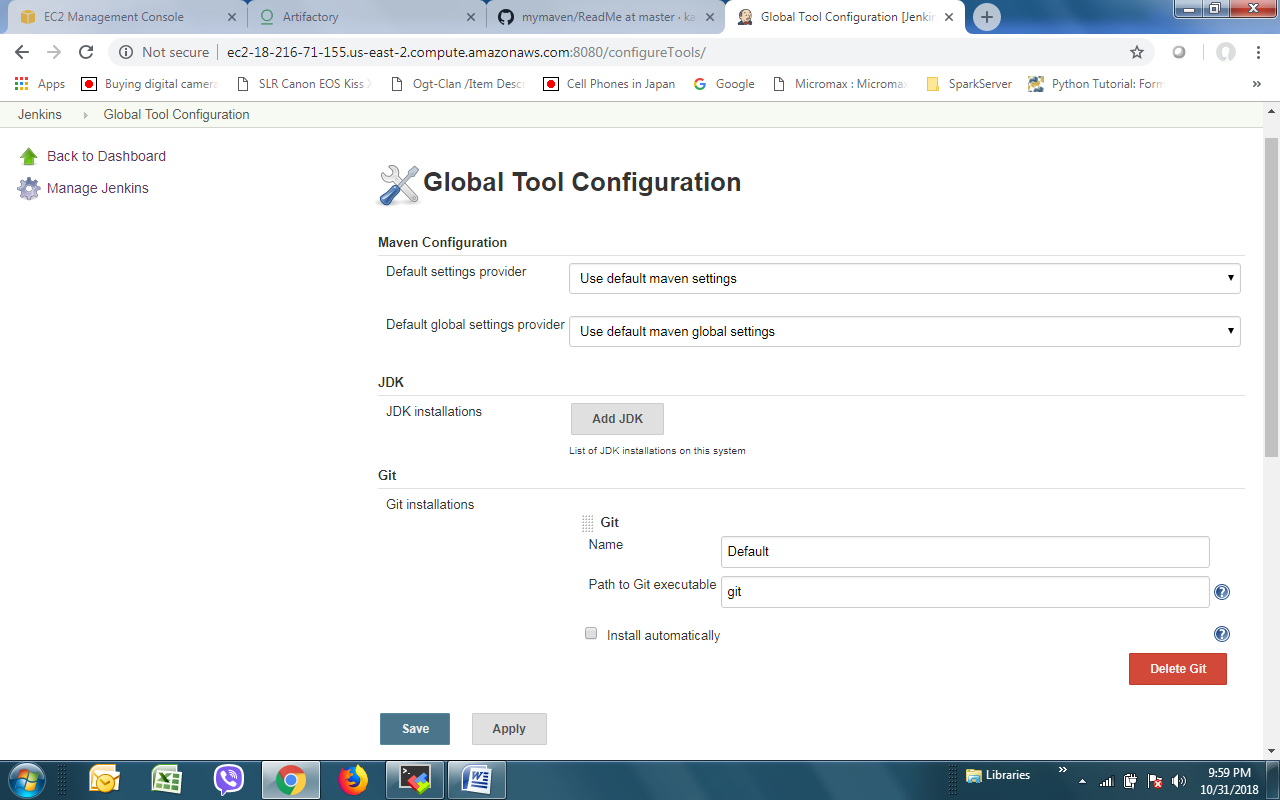 EC2 Management Console
Artifactory
mymaven/ReadMe at master · ka
Global Tool Configuration [Jenkin
Not secure
ec2-18-216-71-155.us-east-2.compute.amazonaws.com:8080/configureTools/
Apps
Buying digital camera
SLR Canon EOS Kiss X
Ogt-Clan /Item Descr
Cell Phones in Japan
Google
Micromax : Micromax
SparkServer
Python Tutorial: Form
»
Jenkins
Global Tool Configuration
Back to Dashboard
Manage Jenkins
Global Tool Configuration
Maven Configuration
Default settings provider
Use default maven settings
Default global settings provider
Use default maven global settings
JDK
JDK installations
Add JDK
List of JDK installations on this system
Git
Git installations
Git
Name
Default
Path to Git executable
git
Install automatically
Delete Git
Save
Apply
Libraries
»
9:59 PM
10/31/2018